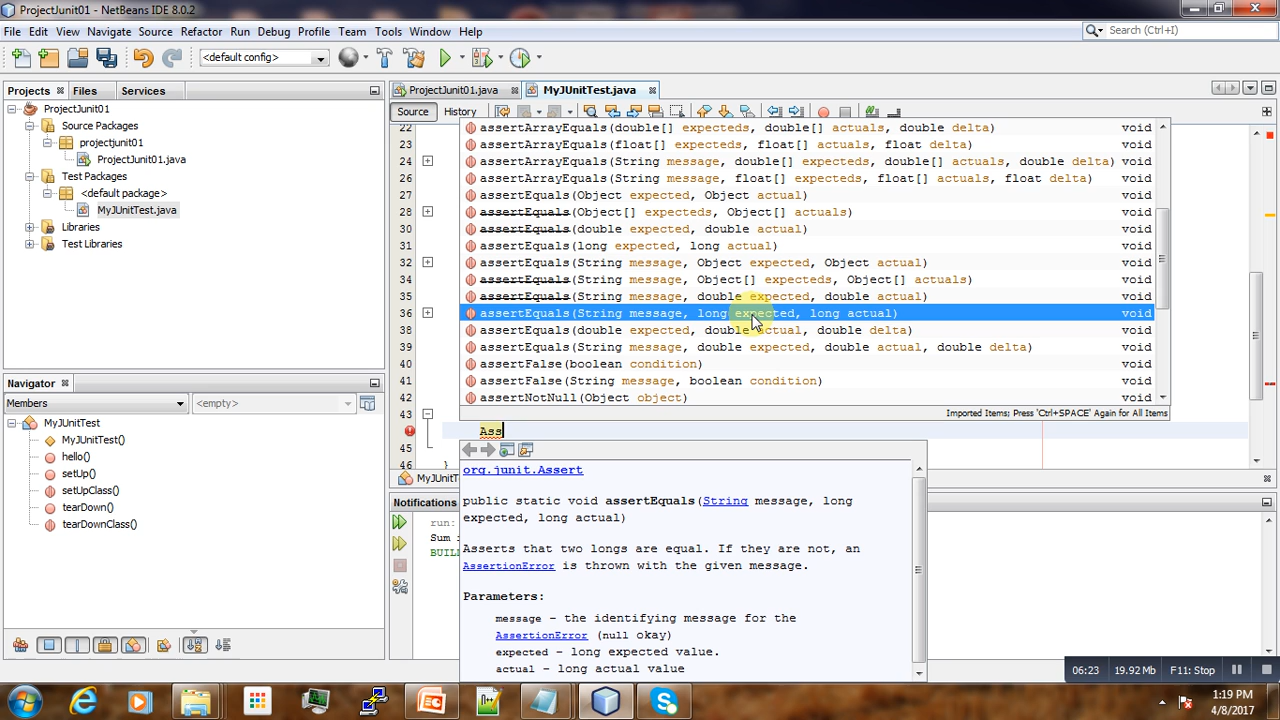 ProjectJunit01 - NetBeans IDE 8.0.2
File Edit View Navigate Source Refactor Run Debug Profile Team Tools Window Help
Search (Ctrl+I)
<default config>
Projects Files Services
ProjectJunit01.java MyJUnitTest.java
Source History
ProjectJunit01
Source Packages
projectjunit01
ProjectJunit01.java
Test Packages
<default package>
MyJUnitTest.java
Libraries
Test Libraries
22 assertArrayEquals(double[] expecteds, double[] actuals, double delta) void
23 assertArrayEquals(float[] expecteds, float[] actuals, float delta) void
24 assertArrayEquals(String message, double[] expecteds, double[] actuals, double delta) void
26 assertArrayEquals(String message, float[] expecteds, float[] actuals, float delta) void
27 assertEquals(Object expected, Object actual) void
28 assertEquals(Object[] expecteds, Object[] actuals) void
30 assertEquals(double expected, double actual) void
31 assertEquals(long expected, long actual) void
32 assertEquals(String message, Object expected, Object actual) void
34 assertEquals(String message, Object[] expecteds, Object[] actuals) void
35 assertEquals(String message, double expected, double actual) void
36 assertEquals(String message, long expected, long actual) void
38 assertEquals(double expected, double actual, double delta) void
39 assertEquals(String message, double expected, double actual, double delta) void
40 assertFalse(boolean condition) void
41 assertFalse(String message, boolean condition) void
42 assertNotNull(Object object) void
43 Imported Items; Press 'Ctrl+SPACE' Again for All Items
Ass
45
46 }
MyJUnitT
Navigator
Members <empty>
MyJUnitTest
MyJUnitTest()
hello()
setUp()
setUpClass()
tearDown()
tearDownClass()
Notifications
run:
Sum i
BUIL
org.junit.Assert
public static void assertEquals(String message, long
expected, long actual)
Asserts that two longs are equal. If they are not, an
AssertionError is thrown with the given message.
Parameters:
message - the identifying message for the
AssertionError (null okay)
expected - long expected value.
actual - long actual value
06:23 19.92 Mb F11: Stop
1:19 PM
4/8/2017